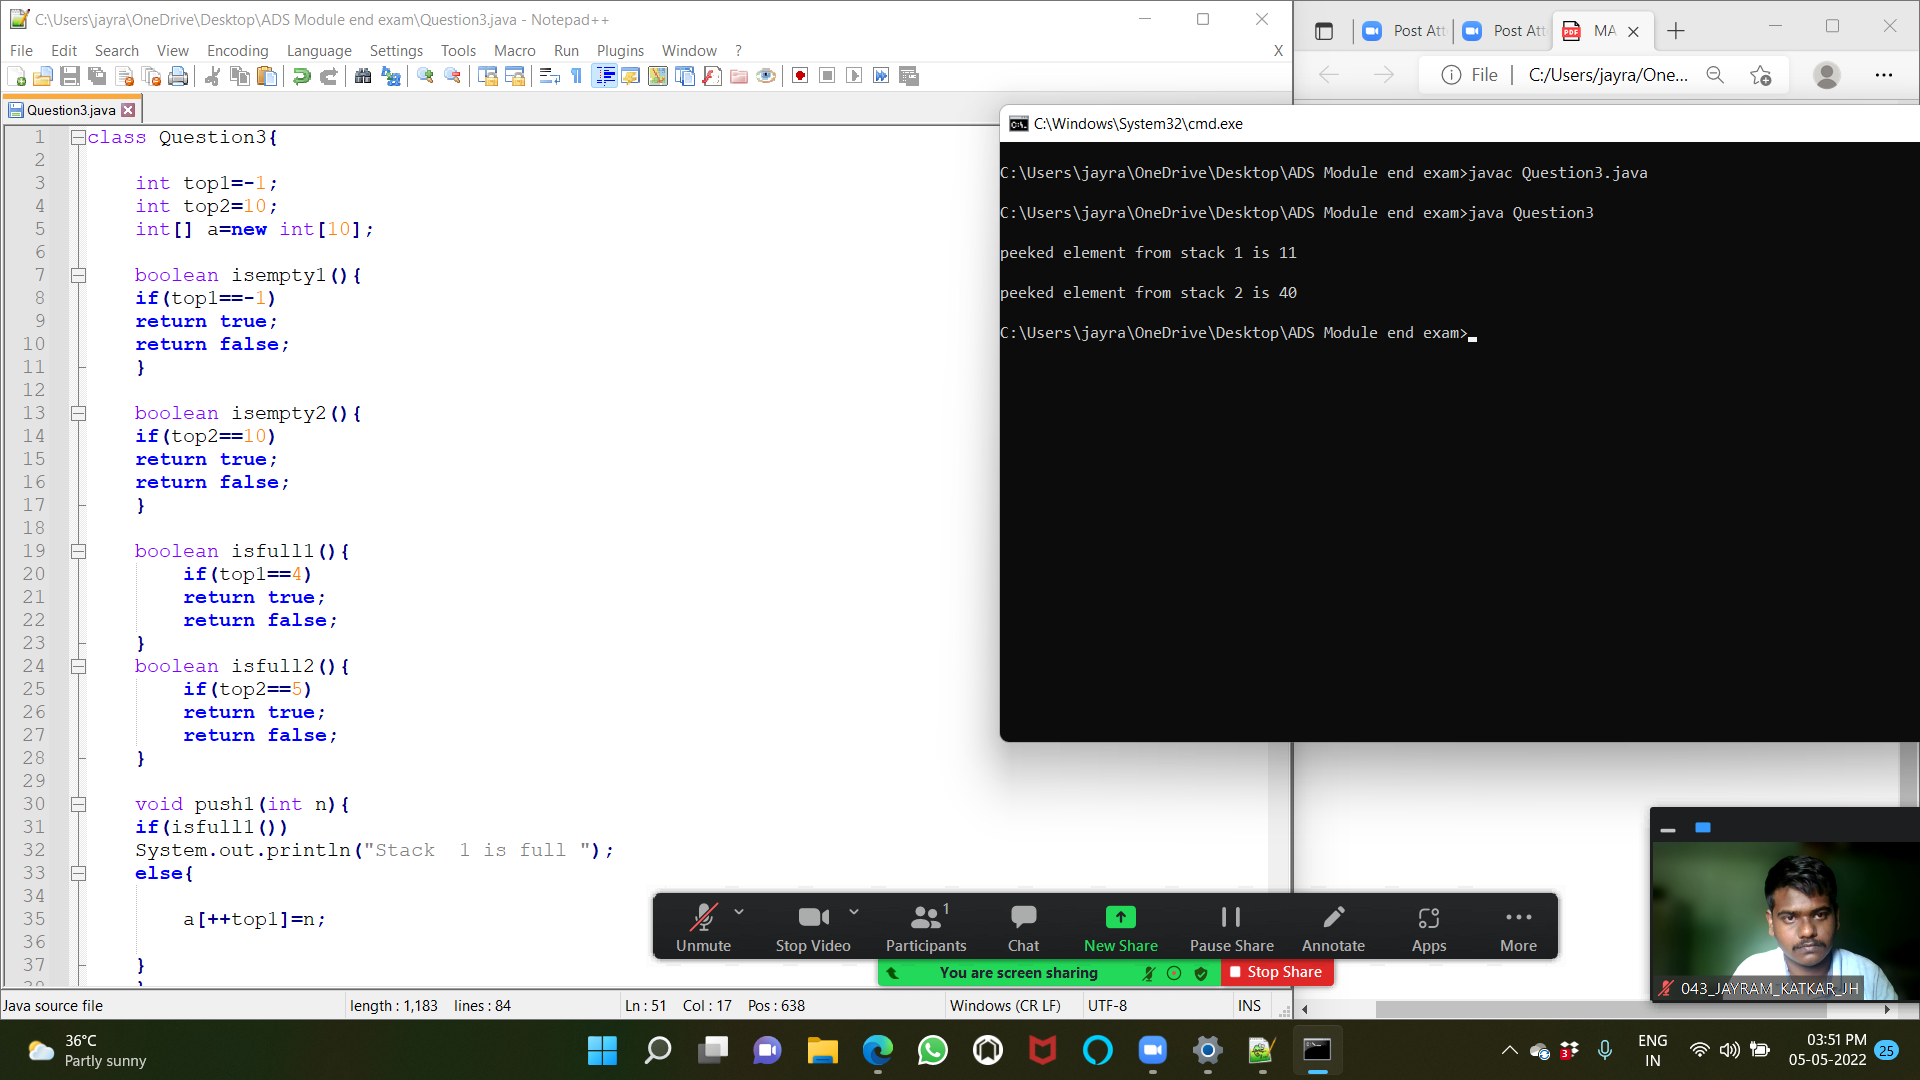 C:\Users\jayra\OneDrive\Desktop\ADS Module end exam\Question3.java - Notepad++
File Edit Search View Encoding Language Settings Tools Macro Run Plugins Window ? X
Question3.java
1 class Question3{
2
3 int top1=-1;
4 int top2=10;
5 int[] a=new int[10];
6
7 boolean isempty1(){
8 if(top1==-1)
9 return true;
10 return false;
11 }
12
13 boolean isempty2(){
14 if(top2==10)
15 return true;
16 return false;
17 }
18
19 boolean isfull1(){
20 if(top1==4)
21 return true;
22 return false;
23 }
24 boolean isfull2(){
25 if(top2==5)
26 return true;
27 return false;
28 }
29
30 void push1(int n){
31 if(isfull1())
32 System.out.println("Stack  1 is full ");
33 else{
34
35 a[++top1]=n;
36
37 }
Java source file length : 1,183 lines : 84 Ln : 51 Col : 17 Pos : 638 Windows (CR LF) UTF-8 INS
Post Att Post Att PDF MA
File C:/Users/jayra/One...
C:\Windows\System32\cmd.exe
C:\Users\jayra\OneDrive\Desktop\ADS Module end exam>javac Question3.java
C:\Users\jayra\OneDrive\Desktop\ADS Module end exam>java Question3
peeked element from stack 1 is 11
peeked element from stack 2 is 40
C:\Users\jayra\OneDrive\Desktop\ADS Module end exam>
Unmute Stop Video Participants 1 Chat New Share Pause Share Annotate Apps More
You are screen sharing Stop Share
043_JAYRAM_KATKAR_JH
36°C
Partly sunny
3
ENG
IN
03:51 PM
05-05-2022
25